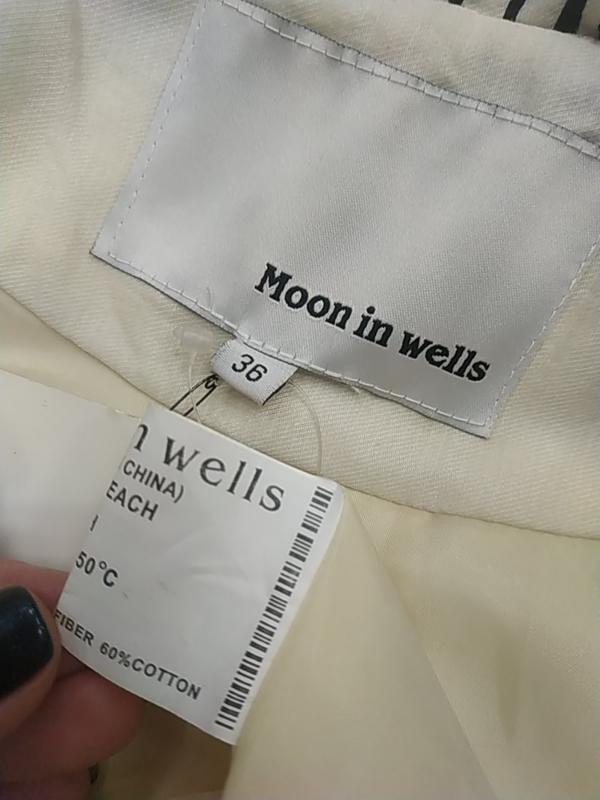 Moon in wells
36
wells
(CHINA)
EACH
50°C
FIBER 60%COTTON